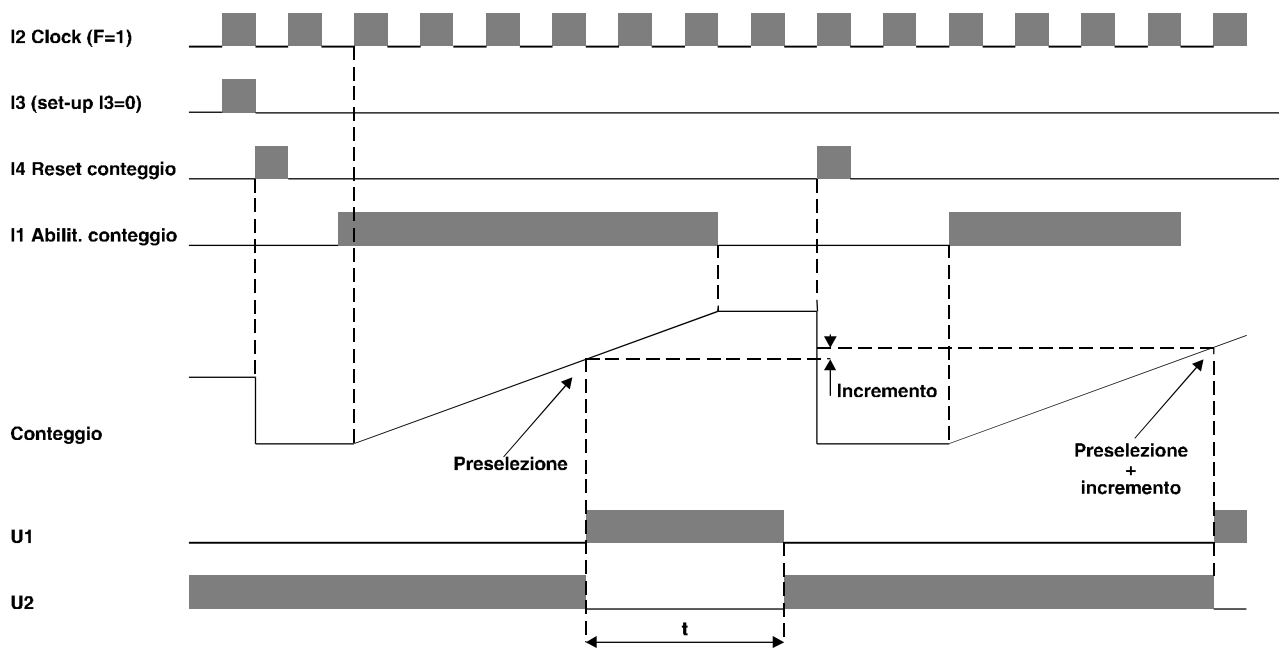 I2 Clock (F=1)
I3 (set-up I3=0)
I4 Reset conteggio
I1 Abilit. conteggio
Incremento
Conteggio
Preselezione
Preselezione
+
incremento
U1
U2
t